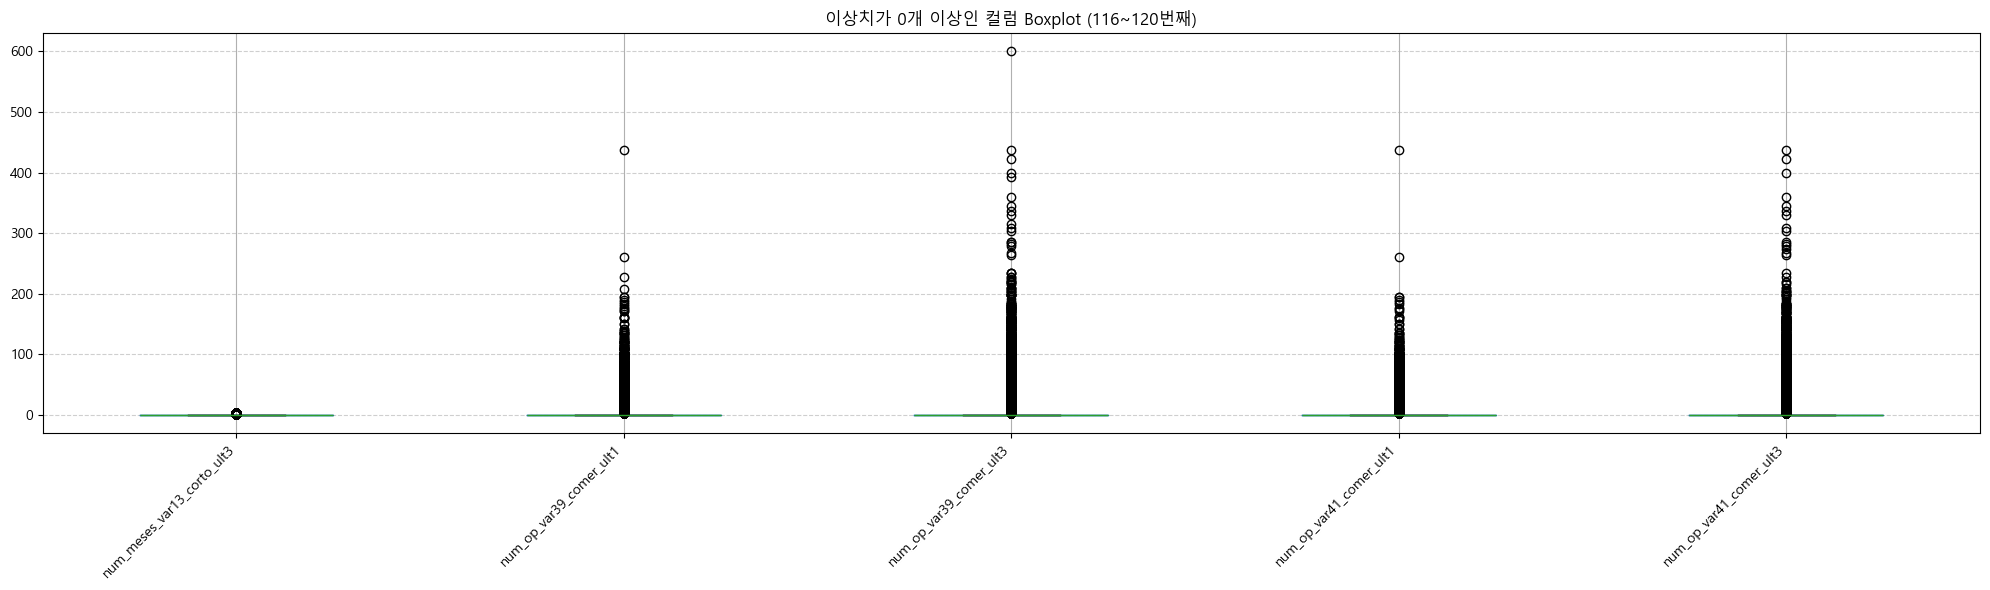 이상치가 0개 이상인 컬럼 Boxplot (116~120번째)
600
500
400
300
200
100
0
num_meses_var13_corto_ult3
num_op_var39_comer_ult1
num_op_var39_comer_ult3
num_op_var41_comer_ult1
num_op_var41_comer_ult3